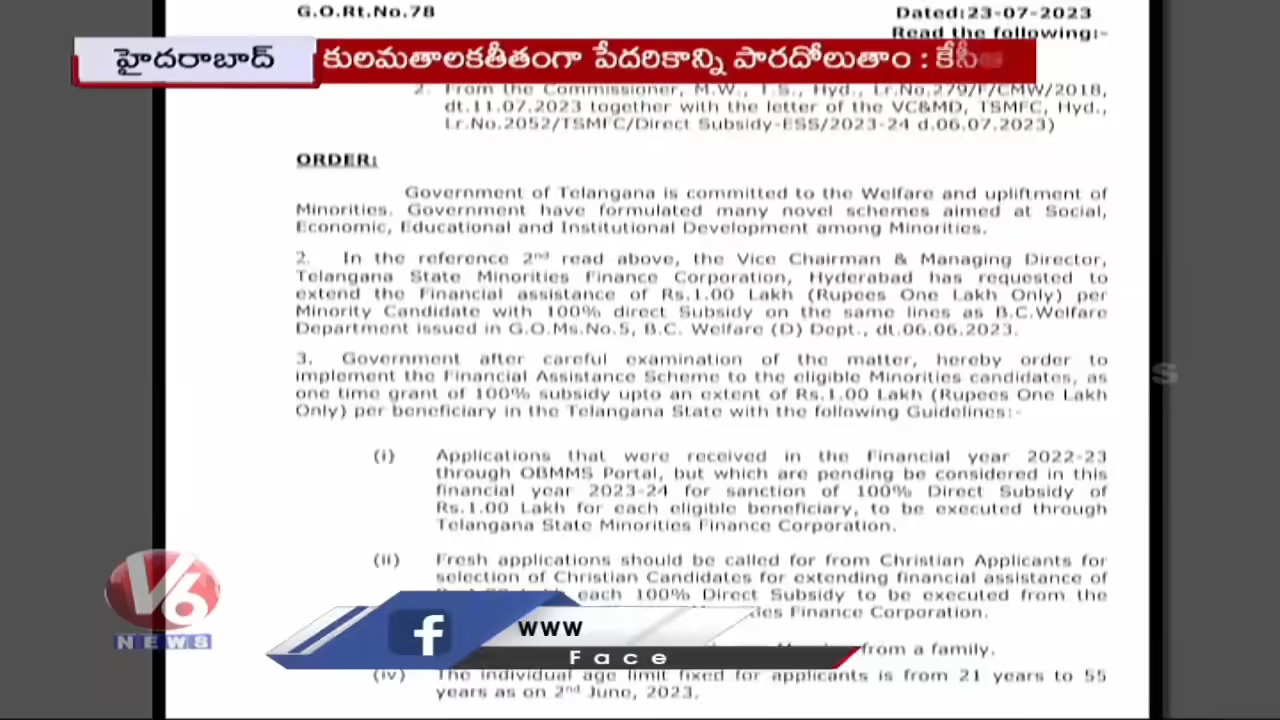 G.O.Rt.No.78 Dated:23-07-2023
Read the following:-
హైదరాబాద్ కులమతాలకతీతంగా పేదరికాన్ని పారదోలుతాం : కేసీఆర్
2. From the Commissioner, M.W., T.S., Hyd., Lr.No.279/F/CMW/2018,
dt.11.07.2023 together with the letter of the VC&MD, TSMFC, Hyd.,
Lr.No.2052/TSMFC/Direct Subsidy-ESS/2023-24 d.06.07.2023)
ORDER:
Government of Telangana is committed to the Welfare and upliftment of
Minorities. Government have formulated many novel schemes aimed at Social,
Economic, Educational and Institutional Development among Minorities.
2. In the reference 2nd read above, the Vice Chairman & Managing Director,
Telangana State Minorities Finance Corporation, Hyderabad has requested to
extend the Financial assistance of Rs.1.00 Lakh (Rupees One Lakh Only) per
Minority Candidate with 100% direct Subsidy on the same lines as B.C.Welfare
Department issued in G.O.Ms.No.5, B.C. Welfare (D) Dept., dt.06.06.2023.
3. Government after careful examination of the matter, hereby order to
implement the Financial Assistance Scheme to the eligible Minorities candidates, as
one time grant of 100% subsidy upto an extent of Rs.1.00 Lakh (Rupees One Lakh
Only) per beneficiary in the Telangana State with the following Guidelines:-
(i) Applications that were received in the Financial year 2022-23
through OBMMS Portal, but which are pending be considered in this
financial year 2023-24 for sanction of 100% Direct Subsidy of
Rs.1.00 Lakh for each eligible beneficiary, to be executed through
Telangana State Minorities Finance Corporation.
(ii) Fresh applications should be called for from Christian Applicants for
selection of Christian Candidates for extending financial assistance of
each 100% Direct Subsidy to be executed from the
Finance Corporation.
from a family.
(iv) The individual age limit fixed for applicants is from 21 years to 55
years as on 2nd June, 2023.
V6
NEWS
f www
Face